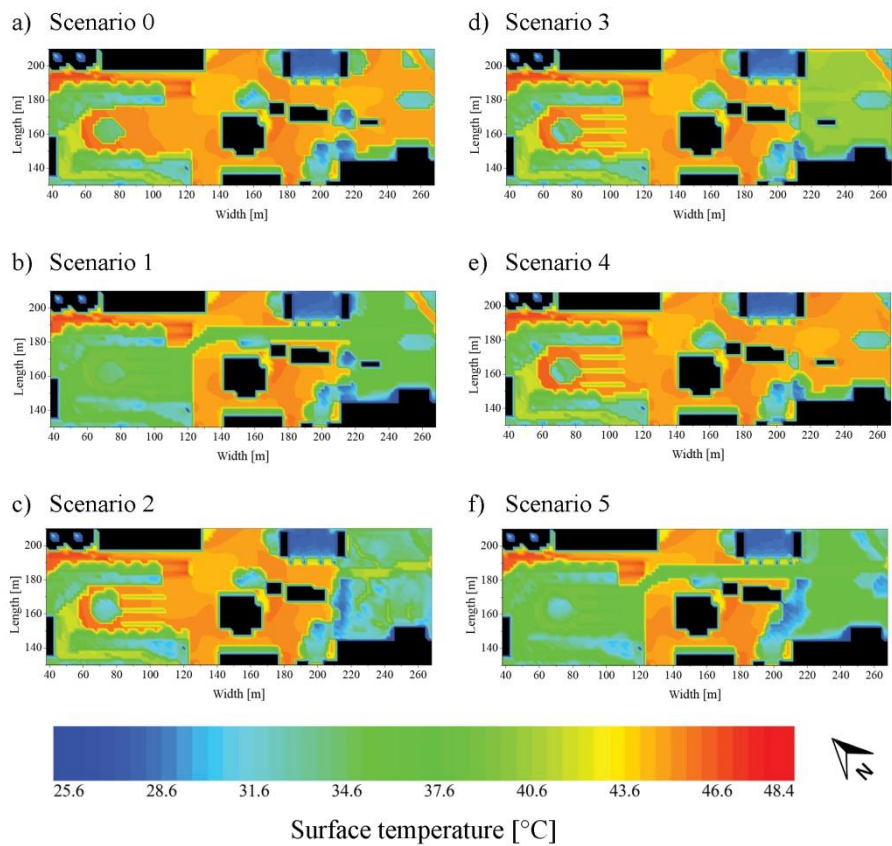 a) Scenario 0
200
180
160
140
Length [m]
40 60 80 100 120 140 160 180 200 220 240 260
Width [m]
d) Scenario 3
200
180
160
140
Length [m]
40 60 80 100 120 140 160 180 200 220 240 260
Width [m]
b) Scenario 1
200
180
160
140
Length [m]
40 60 80 100 120 140 160 180 200 220 240 260
Width [m]
e) Scenario 4
200
180
160
140
Length [m]
40 60 80 100 120 140 160 180 200 220 240 260
Width [m]
c) Scenario 2
200
180
160
140
Length [m]
40 60 80 100 120 140 160 180 200 220 240 260
Width [m]
f) Scenario 5
200
180
160
140
Length [m]
40 60 80 100 120 140 160 180 200 220 240 260
Width [m]
25.6 28.6 31.6 34.6 37.6 40.6 43.6 46.6 48.4
Surface temperature [°C]
N